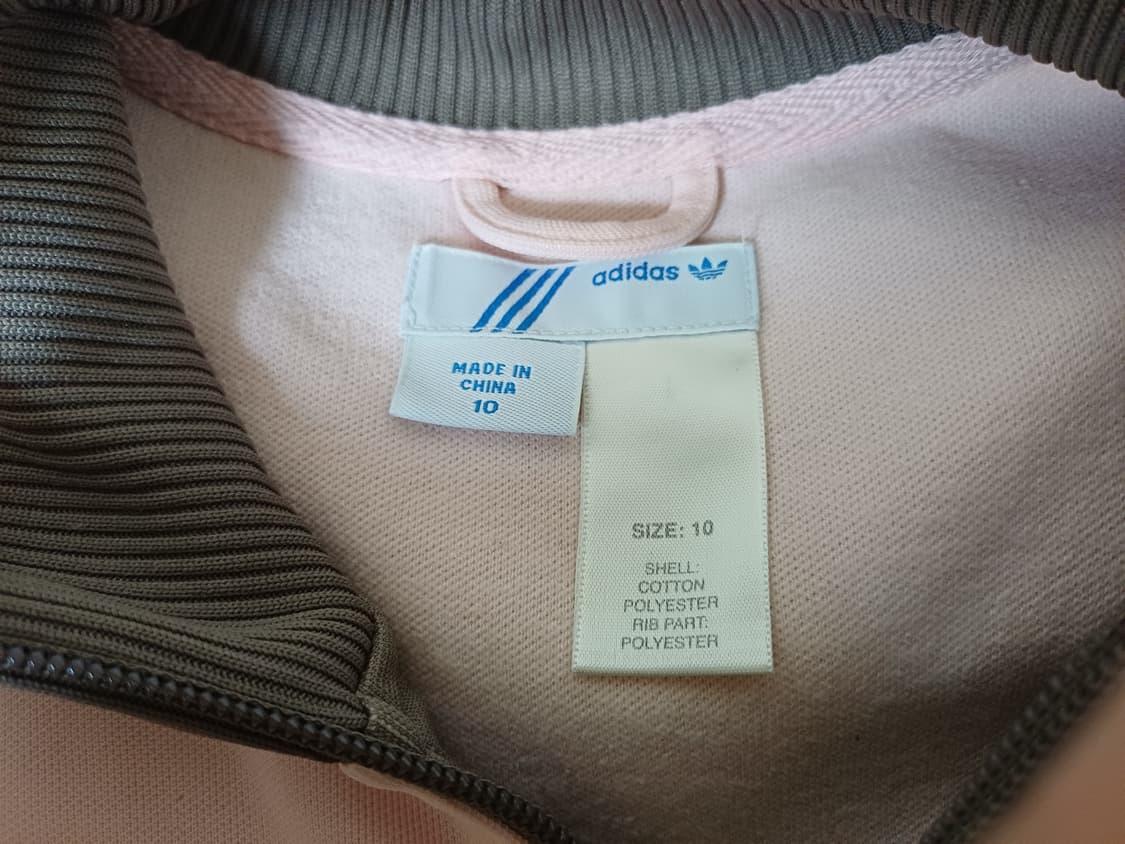 adidas
MADE IN
CHINA
10
SIZE: 10
SHELL:
COTTON
POLYESTER
RIB PART:
POLYESTER